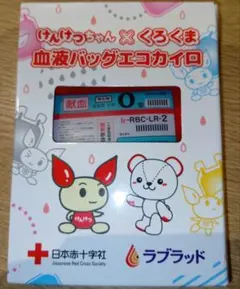 けんけつちゃん×くろくま
血液バッグエコカイロ
献血
O
Ir-RBC-LR-2
けんけつ
日本赤十字社
Japanese Red Cross Society
ラブラッド